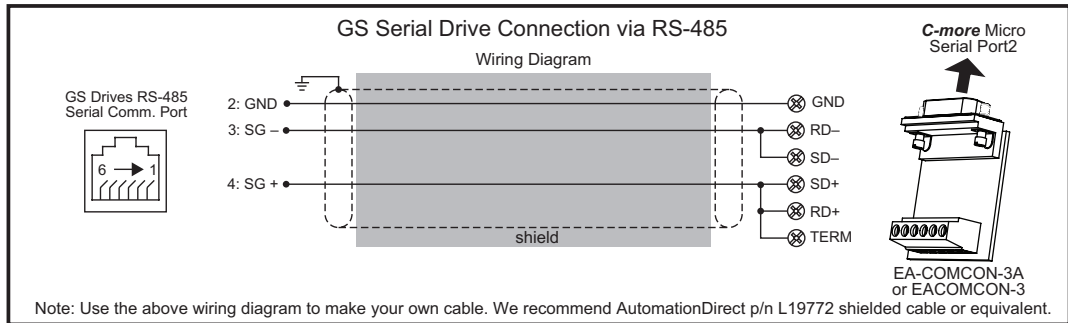 GS Serial Drive Connection via RS-485
Wiring Diagram
C-more Micro
Serial Port2
GS Drives RS-485
Serial Comm. Port
6 1
2: GND
3: SG –
4: SG +
GND
RD–
SD–
SD+
RD+
TERM
shield
EA-COMCON-3A
or EACOMCON-3
Note: Use the above wiring diagram to make your own cable. We recommend AutomationDirect p/n L19772 shielded cable or equivalent.